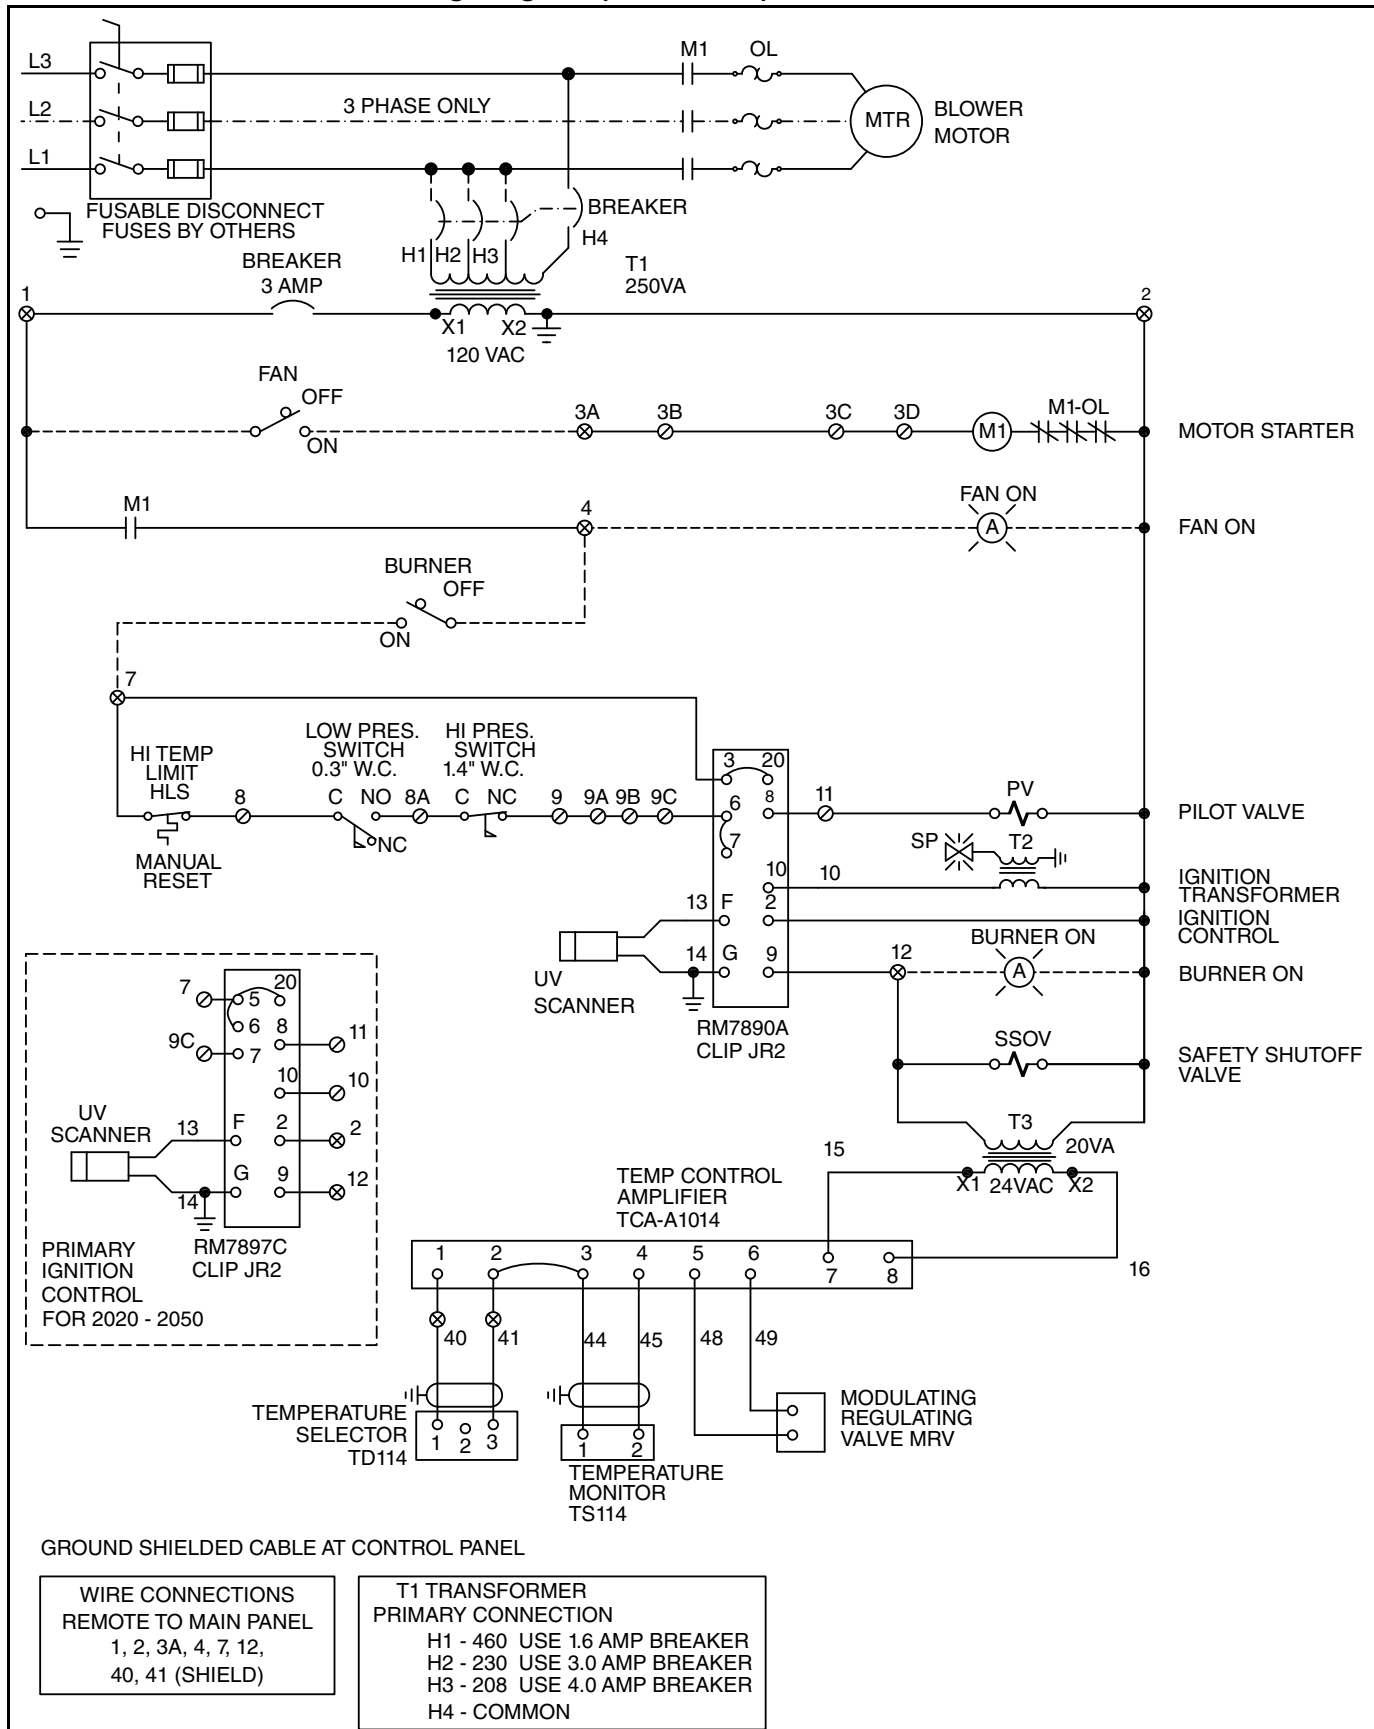 L3
L2
L1
3 PHASE ONLY
M1
OL
MTR
BLOWER
MOTOR
FUSABLE DISCONNECT
FUSES BY OTHERS
BREAKER
H1
H2
H3
H4
T1
250VA
BREAKER
3 AMP
1
X1
X2
120 VAC
2
FAN
OFF
ON
3A
3B
3C
3D
M1
M1-OL
MOTOR STARTER
M1
4
FAN ON
A
FAN ON
BURNER
OFF
ON
7
HI TEMP
LIMIT
HLS
MANUAL
RESET
8
LOW PRES.
SWITCH
0.3" W.C.
C
NO
NC
8A
HI PRES.
SWITCH
1.4" W.C.
C
NC
9
9A
9B
9C
3
20
6
8
7
10
F
2
G
9
11
PV
PILOT VALVE
SP
T2
10
IGNITION
TRANSFORMER
IGNITION
CONTROL
13
14
UV
SCANNER
RM7890A
CLIP JR2
12
BURNER ON
A
BURNER ON
SSOV
SAFETY SHUTOFF
VALVE
T3
20VA
X1
24VAC
X2
15
16
7
9C
5
20
6
8
7
10
F
2
G
9
11
10
2
12
UV
SCANNER
13
14
RM7897C
CLIP JR2
PRIMARY
IGNITION
CONTROL
FOR 2020 - 2050
TEMP CONTROL
AMPLIFIER
TCA-A1014
1
2
3
4
5
6
7
8
40
41
44
45
48
49
TEMPERATURE
SELECTOR
TD114
1
2
3
1
2
TEMPERATURE
MONITOR
TS114
MODULATING
REGULATING
VALVE MRV
GROUND SHIELDED CABLE AT CONTROL PANEL
WIRE CONNECTIONS
REMOTE TO MAIN PANEL
1, 2, 3A, 4, 7, 12,
40, 41 (SHIELD)
T1 TRANSFORMER
PRIMARY CONNECTION
H1 - 460 USE 1.6 AMP BREAKER
H2 - 230 USE 3.0 AMP BREAKER
H3 - 208 USE 4.0 AMP BREAKER
H4 - COMMON